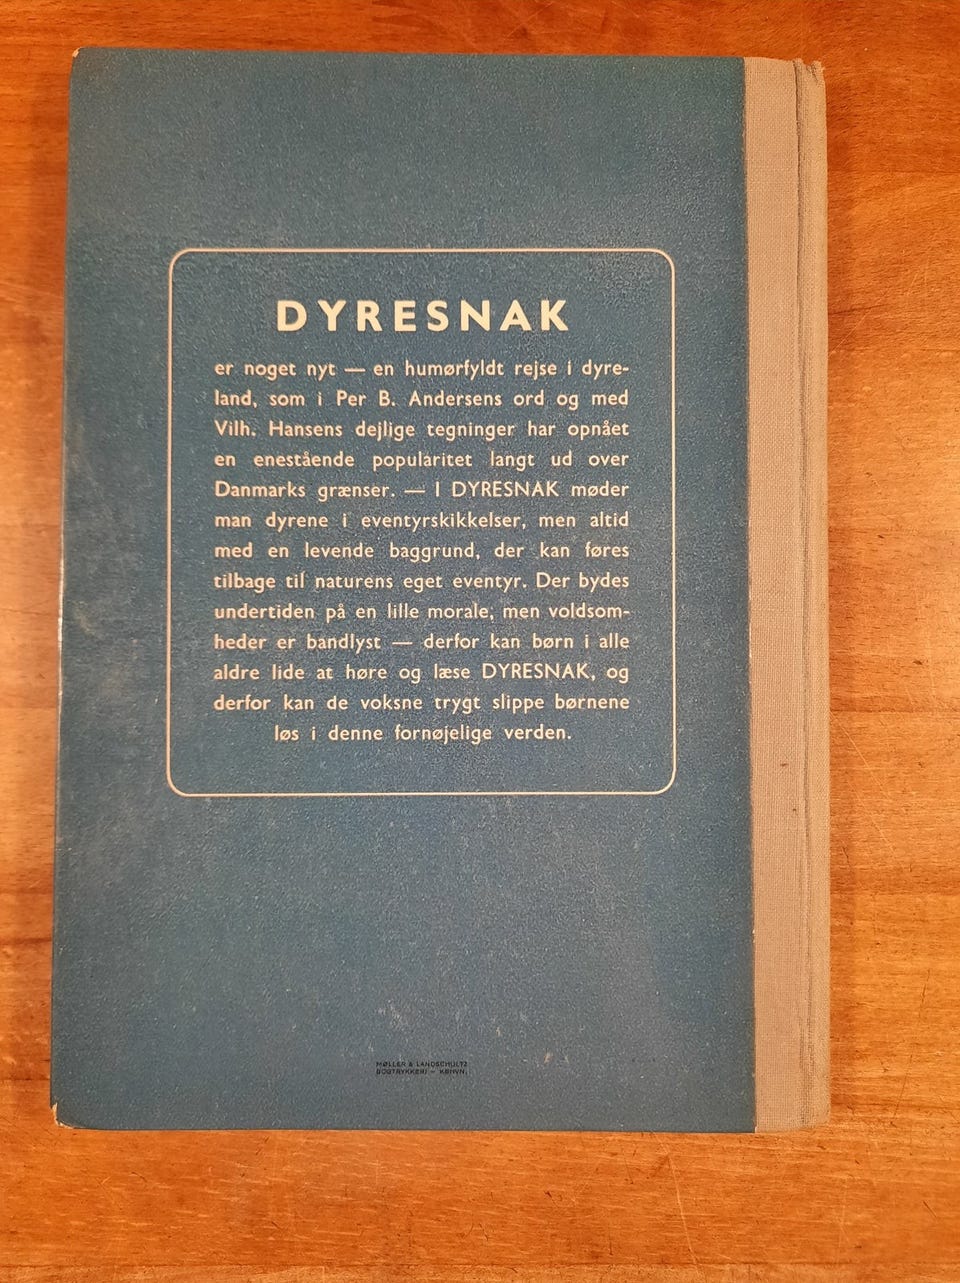 DYRESNAK
er noget nyt — en humørfyldt rejse i dyre-
land, som i Per B. Andersens ord og med
Vilh. Hansens dejlige tegninger har opnået
en enestående popularitet langt ud over
Danmarks grænser. — I DYRESNAK møder
man dyrene i eventyrskikkelser, men altid
med en levende baggrund, der kan føres
tilbage til naturens eget eventyr. Der bydes
undertiden på en lille morale, men voldsom-
heder er bandlyst — derfor kan børn i alle
aldre lide at høre og læse DYRESNAK, og
derfor kan de voksne trygt slippe børnene
løs i denne fornøjelige verden.
MØLLER & LANDSCHULTZ
BOGTRYKKERI – KBHVN.